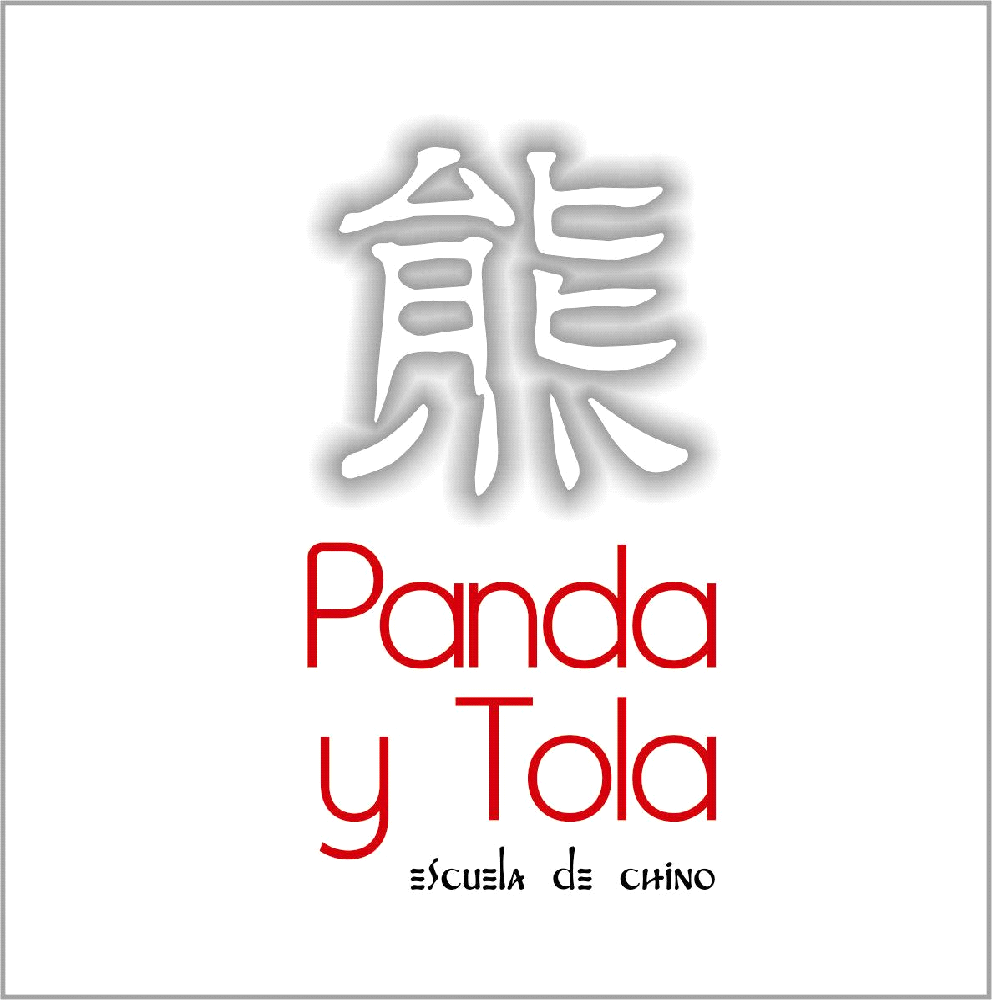 熊
Panda
y Tola
escuela de chino